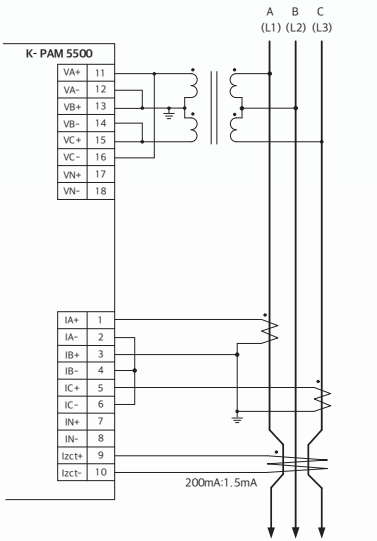 A B C
(L1) (L2) (L3)
K- PAM 5500
VA+ 11
VA- 12
VB+ 13
VB- 14
VC+ 15
VC- 16
VN+ 17
VN- 18
IA+ 1
IA- 2
IB+ 3
IB- 4
IC+ 5
IC- 6
IN+ 7
IN- 8
Izct+ 9
Izct- 10
200mA:1.5mA